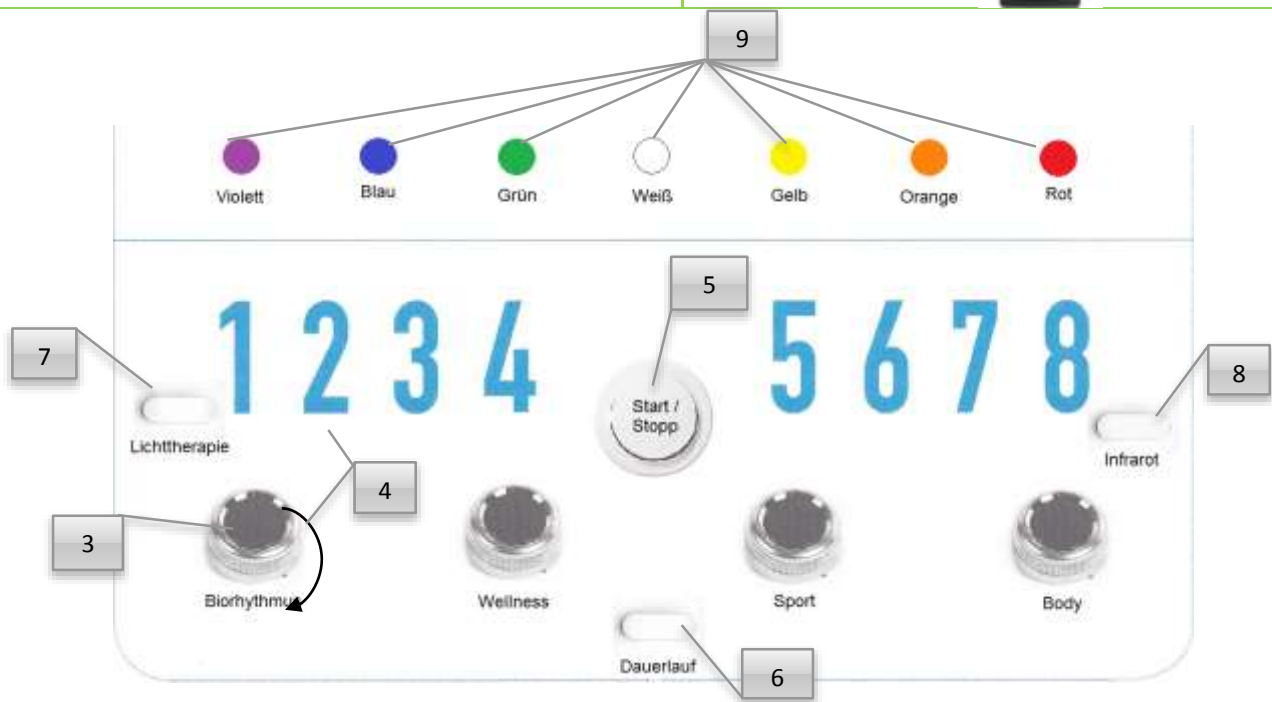 9
Violett Blau Grün Weiß Gelb Orange Rot
5
1 2 3 4 5 6 7 8
7
8
Start /
Stopp
Lichttherapie
Infrarot
4
3
Biorhythmus Wellness Sport Body
Dauerlauf
6